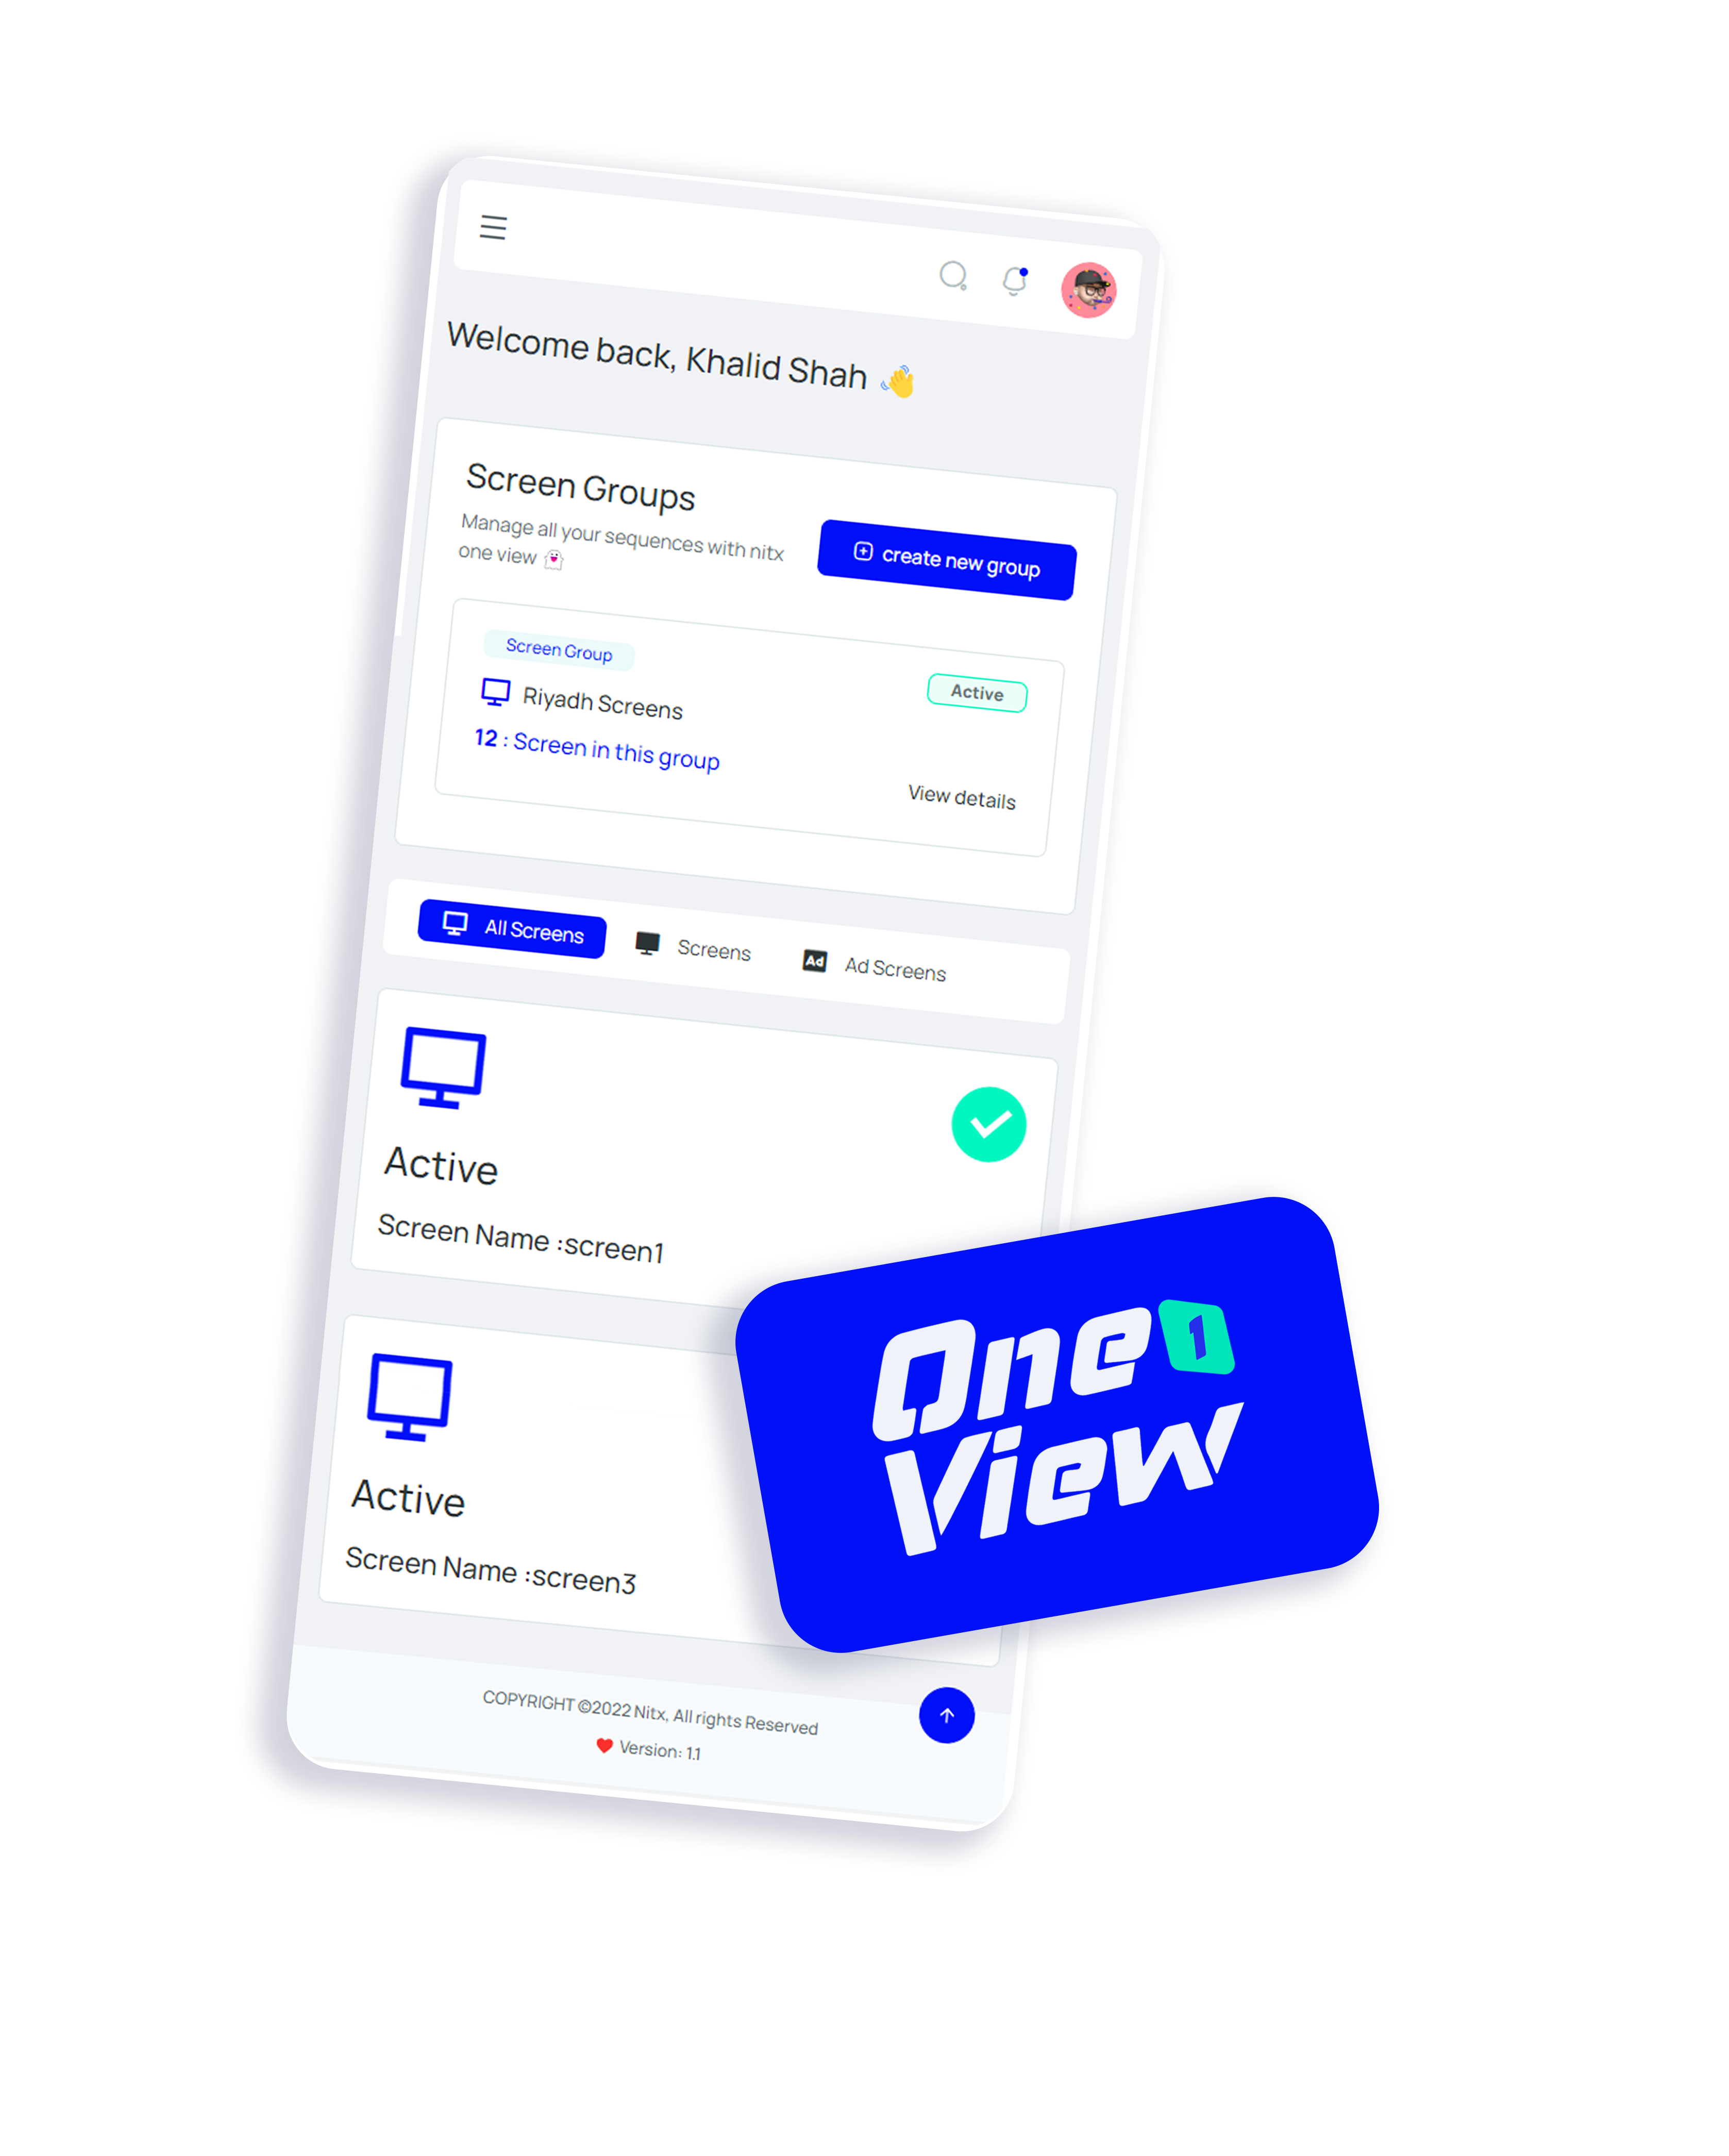 Welcome back, Khalid Shah 👋
Screen Groups
Manage all your sequences with nitx
one view 👻
create new group
Screen Group
Active
Riyadh Screens
12 : Screen in this group
View details
All Screens
Screens
Ad
Ad Screens
Active
Screen Name :screen1
Active
Screen Name :screen3
One 1
View
COPYRIGHT ©2022 Nitx, All rights Reserved
❤️ Version: 1.1